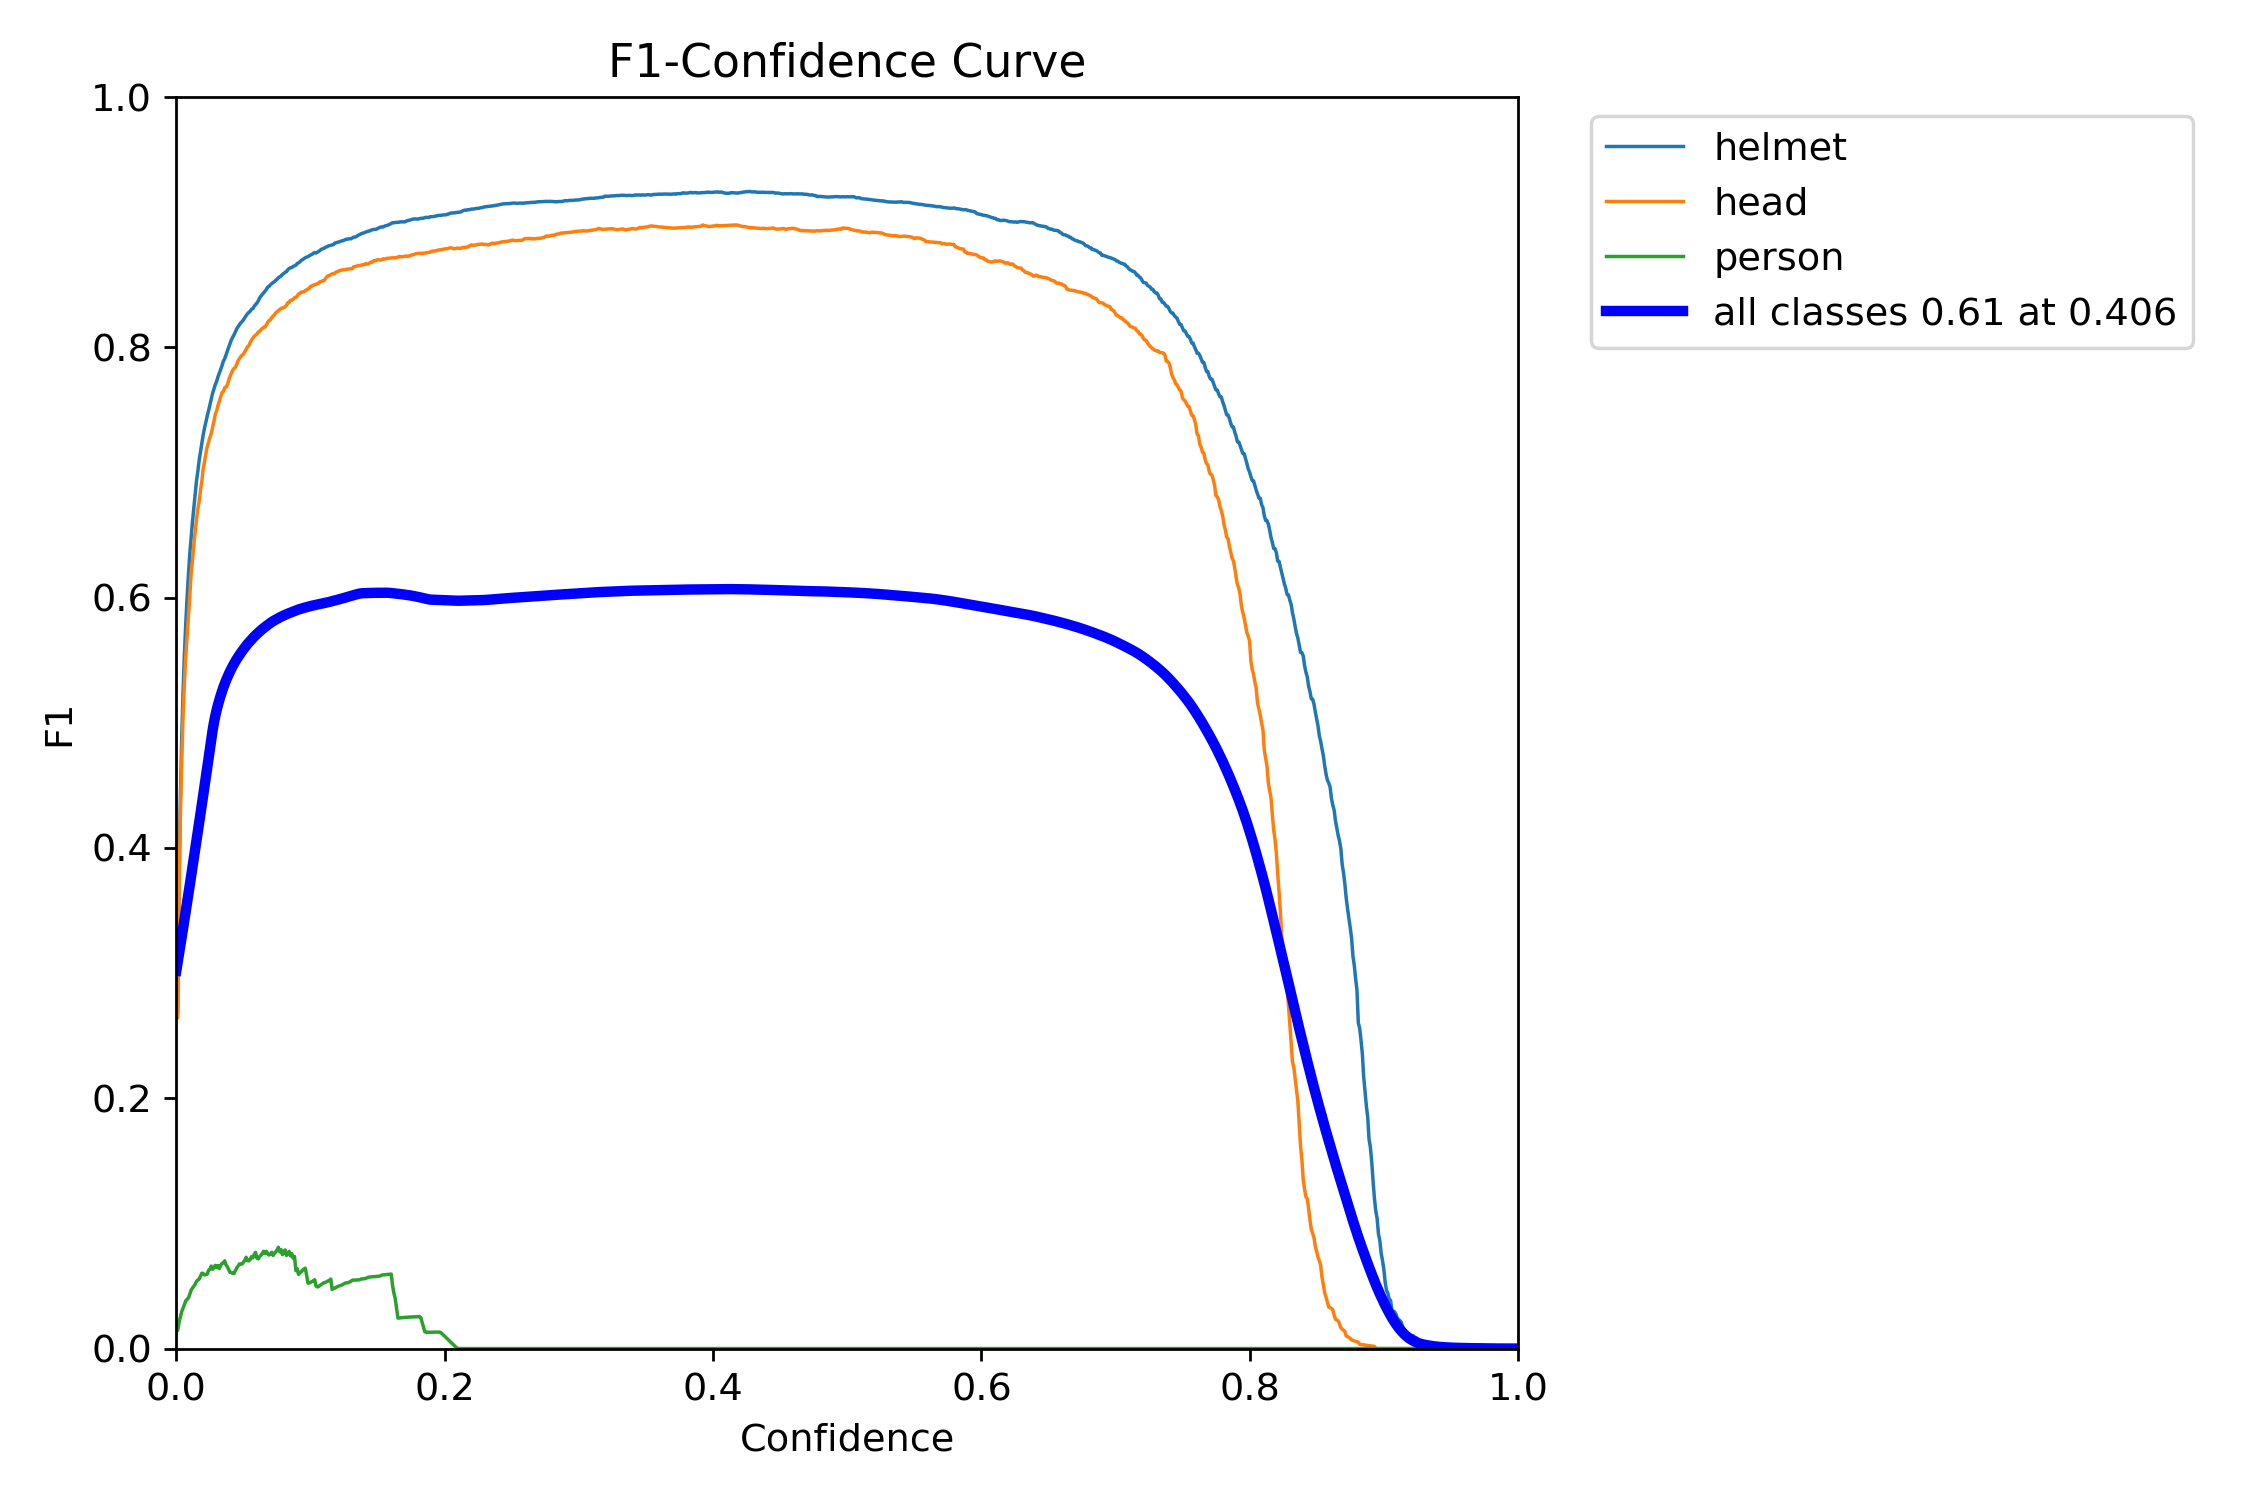 F1-Confidence Curve
1.0
0.8
0.6
0.4
0.2
0.0
F1
0.0 0.2 0.4 0.6 0.8 1.0
Confidence
helmet
head
person
all classes 0.61 at 0.406